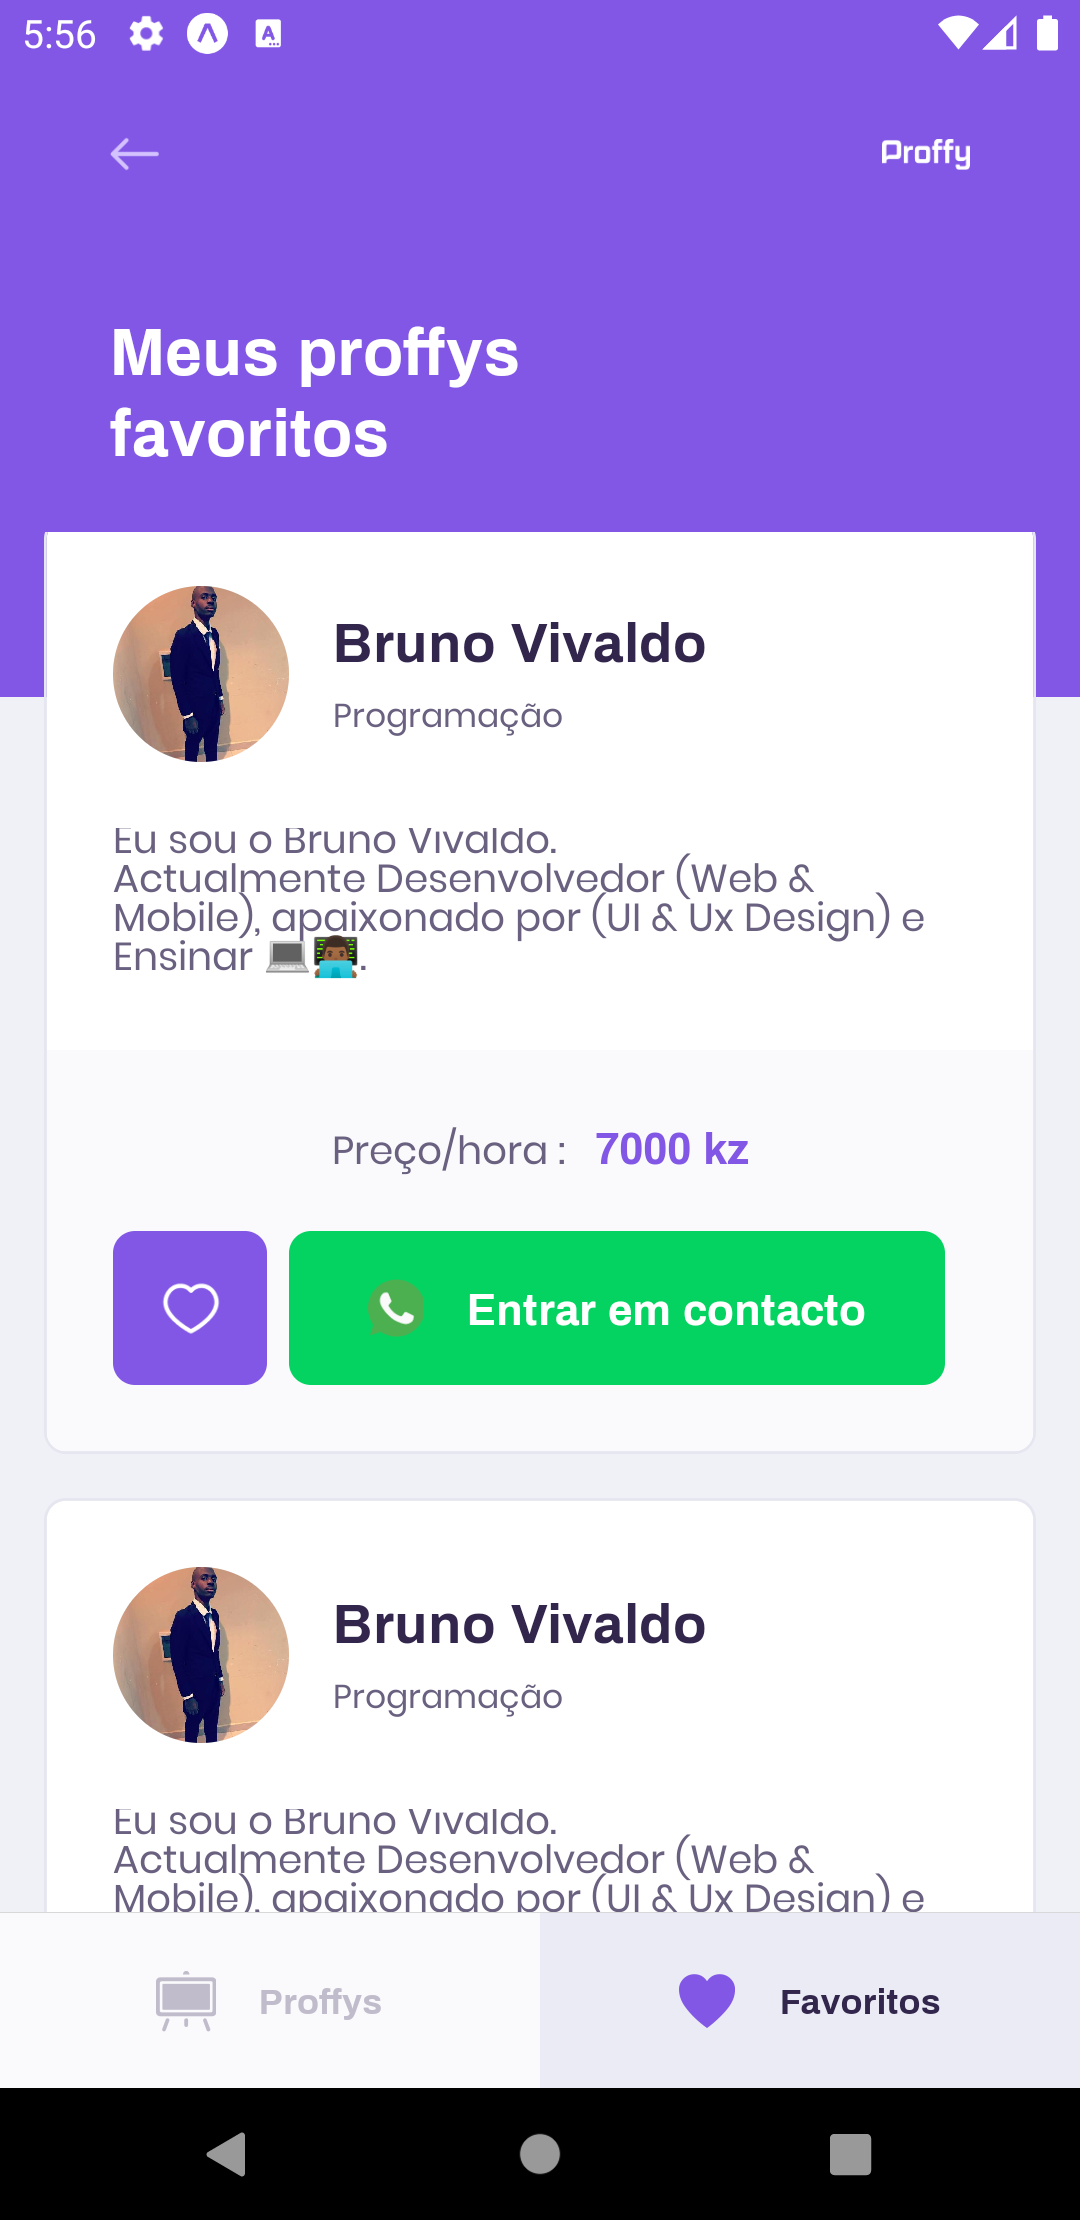 5:56
Proffy
Meus proffys
favoritos
Bruno Vivaldo
Programação
Eu sou o Bruno Vivaldo.
Actualmente Desenvolvedor (Web &
Mobile), apaixonado por (UI & Ux Design) e
Ensinar 💻👨🏾‍💻.
Preço/hora : 7000 kz
Entrar em contacto
Bruno Vivaldo
Programação
Eu sou o Bruno Vivaldo.
Actualmente Desenvolvedor (Web &
Mobile), apaixonado por (UI & Ux Design) e
Proffys
Favoritos